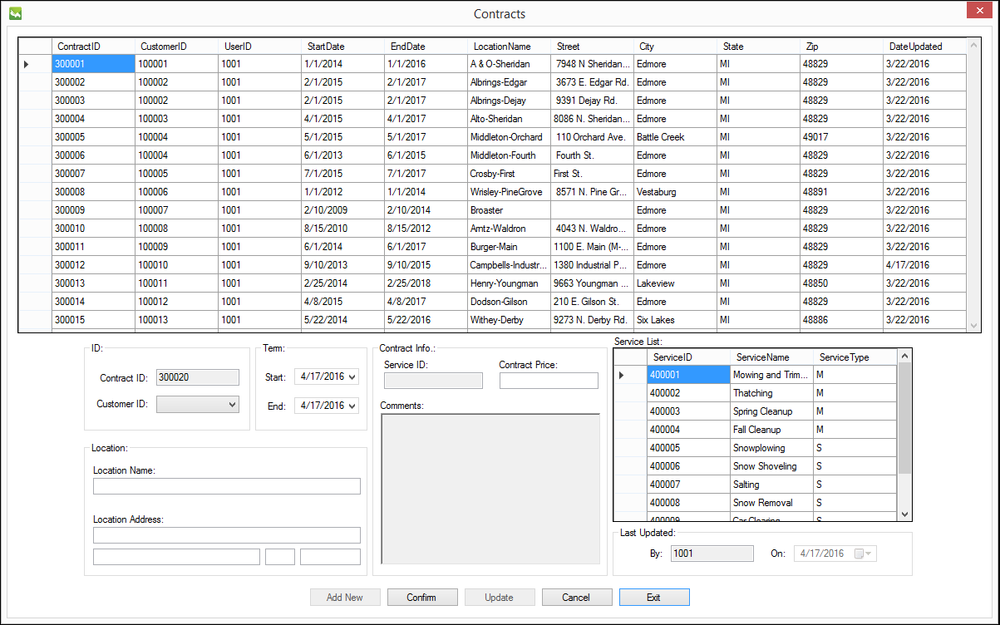 Contracts
ContractID CustomerID UserID StartDate EndDate LocationName Street City State Zip DateUpdated
300001 100001 1001 1/1/2014 1/1/2016 A & O-Sheridan 7948 N Sheridan... Edmore MI 48829 3/22/2016
300002 100002 1001 2/1/2015 2/1/2017 Albrings-Edgar 3673 E. Edgar Rd. Edmore MI 48829 3/22/2016
300003 100002 1001 2/1/2015 2/1/2017 Albrings-Dejay 9391 Dejay Rd. Edmore MI 48829 3/22/2016
300004 100003 1001 4/1/2015 4/1/2017 Alto-Sheridan 8086 N. Sheridan... Edmore MI 48829 3/22/2016
300005 100004 1001 5/1/2015 5/1/2017 Middleton-Orchard 110 Orchard Ave. Battle Creek MI 49017 3/22/2016
300006 100004 1001 6/1/2013 6/1/2015 Middleton-Fourth Fourth St. Edmore MI 48829 3/22/2016
300007 100005 1001 7/1/2015 7/1/2017 Crosby-First First St. Edmore MI 48829 3/22/2016
300008 100006 1001 1/1/2012 1/1/2014 Wrisley-PineGrove 8571 N. Pine Gr... Vestaburg MI 48891 3/22/2016
300009 100007 1001 2/10/2009 2/10/2014 Broaster Edmore MI 48829 3/22/2016
300010 100008 1001 8/15/2010 8/15/2012 Arntz-Waldron 4043 N. Waldro... Edmore MI 48829 3/22/2016
300011 100009 1001 6/1/2014 6/1/2017 Burger-Main 1100 E. Main (M-... Edmore MI 48829 3/22/2016
300012 100010 1001 9/10/2013 9/10/2015 Campbells-Industr... 1380 Industrial P... Edmore MI 48829 4/17/2016
300013 100011 1001 2/25/2014 2/25/2018 Henry-Youngman 9663 Youngman ... Lakeview MI 48850 3/22/2016
300014 100012 1001 4/8/2015 4/8/2017 Dodson-Gilson 210 E. Gilson St. Edmore MI 48829 3/22/2016
300015 100013 1001 5/22/2014 5/22/2016 Withey-Derby 9273 N. Derby Rd. Six Lakes MI 48886 3/22/2016
ID:
Contract ID: 300020
Customer ID:
Term:
Start: 4/17/2016
End: 4/17/2016
Location:
Location Name:
Location Address:
Contract Info.:
Service ID: Contract Price:
Comments:
Service List:
ServiceID ServiceName ServiceType
400001 Mowing and Trim... M
400002 Thatching M
400003 Spring Cleanup M
400004 Fall Cleanup M
400005 Snowplowing S
400006 Snow Shoveling S
400007 Salting S
400008 Snow Removal S
400009 Car Clearing S
Last Updated:
By: 1001 On: 4/17/2016
Add New Confirm Update Cancel Exit